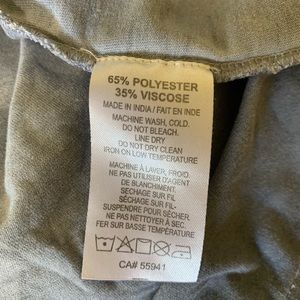 65% POLYESTER
35% VISCOSE
MADE IN INDIA / FAIT EN INDE
MACHINE WASH, COLD.
DO NOT BLEACH.
LINE DRY
DO NOT DRY CLEAN
IRON ON LOW TEMPERATURE
MACHINE À LAVER, FROID.
NE PAS UTILISER D'AGENT
DE BLANCHIMENT.
SÉCHAGE SUR FIL-
SUSPENDRE POUR SÉCHER.
NE PAS NETTOYER À SEC.
FER SUR BASSE TEMPÉRATURE
CA# 55941